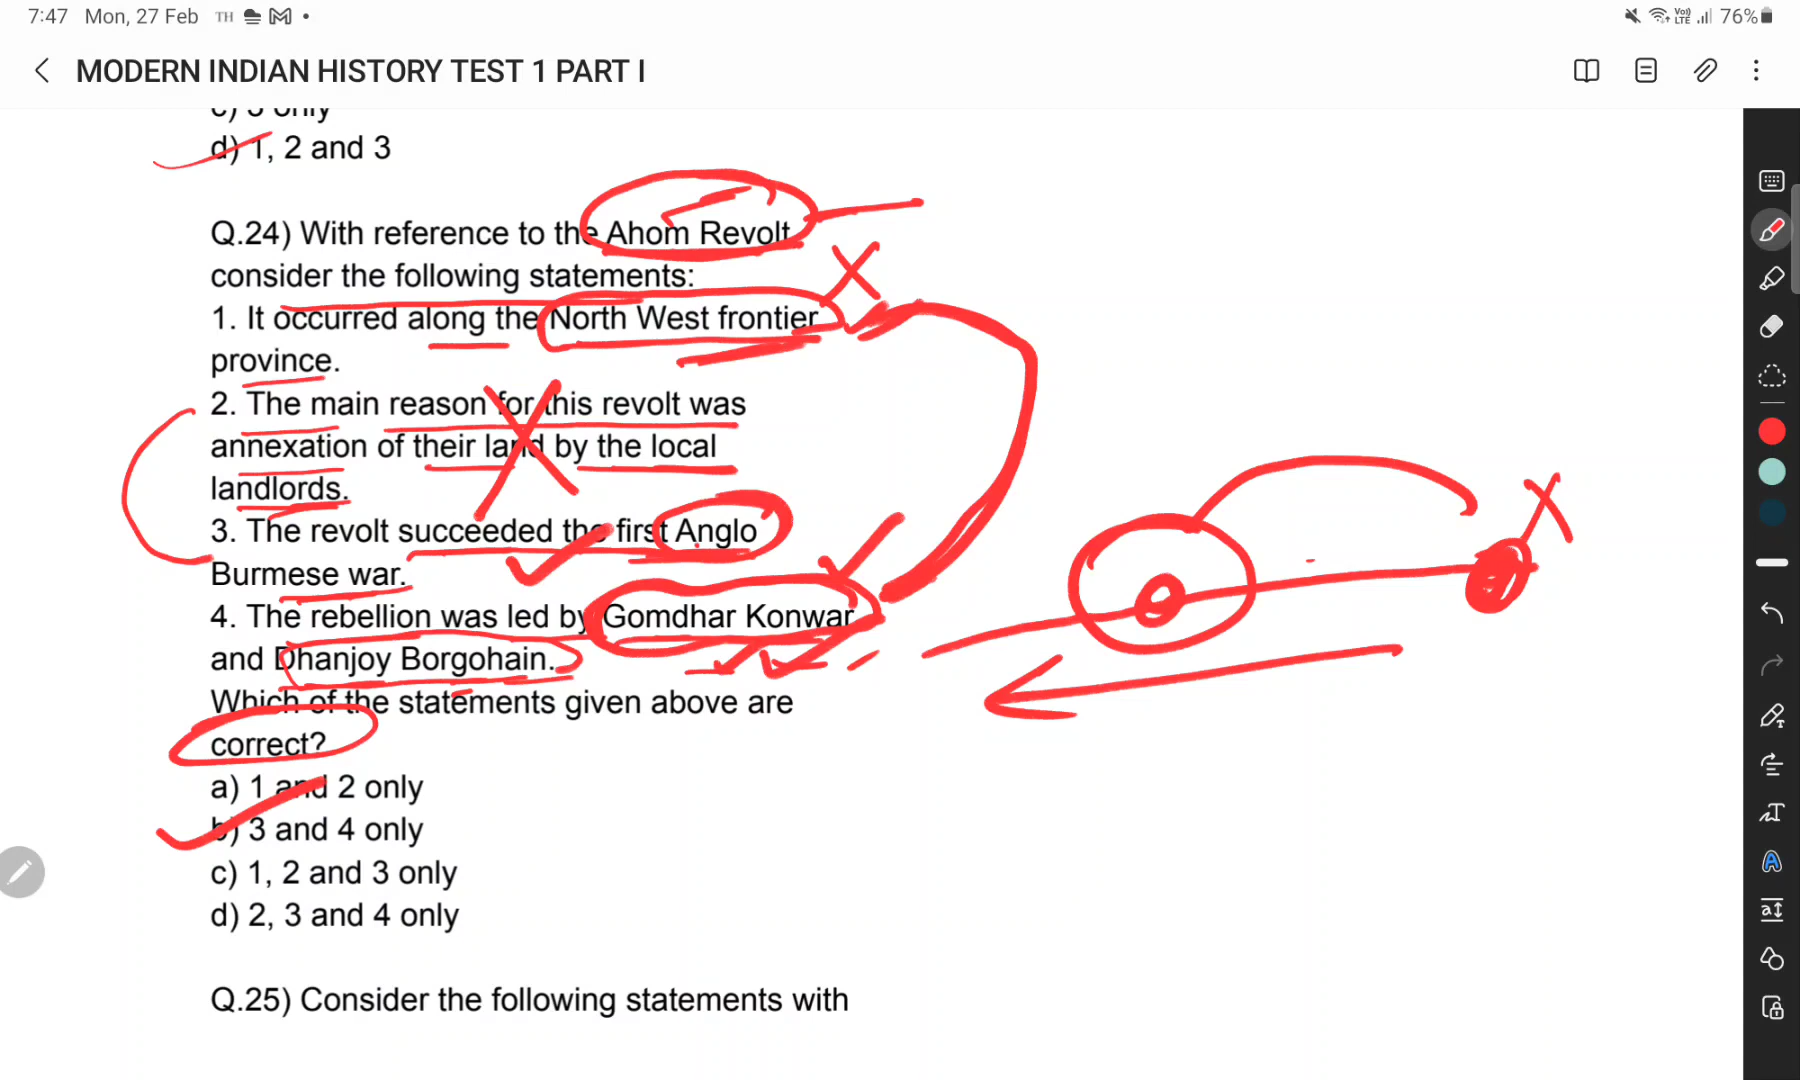 7:47 Mon, 27 Feb TH M • Vo) LTE 76%
MODERN INDIAN HISTORY TEST 1 PART I
c) 3 only
d) 1, 2 and 3
Q.24) With reference to the Ahom Revolt
consider the following statements:
1. It occurred along the North West frontier
province.
2. The main reason for this revolt was
annexation of their land by the local
landlords.
3. The revolt succeeded the first Anglo
Burmese war.
4. The rebellion was led by Gomdhar Konwar
and Dhanjoy Borgohain.
Which of the statements given above are
correct?
a) 1 and 2 only
b) 3 and 4 only
c) 1, 2 and 3 only
d) 2, 3 and 4 only
Q.25) Consider the following statements with